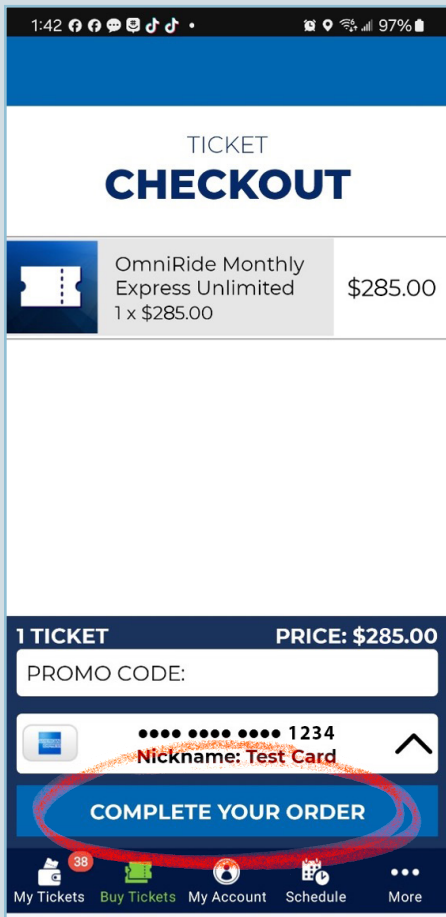 1:42 97%
TICKET
CHECKOUT
OmniRide Monthly
Express Unlimited
1 x $285.00
$285.00
1 TICKET
PRICE: $285.00
PROMO CODE:
•••• •••• •••• 1234
Nickname: Test Card
COMPLETE YOUR ORDER
38
My Tickets Buy Tickets My Account Schedule More